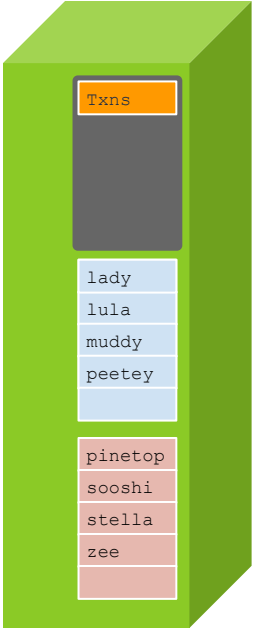 Txns
lady
lula
muddy
peetey
pinetop
sooshi
stella
zee